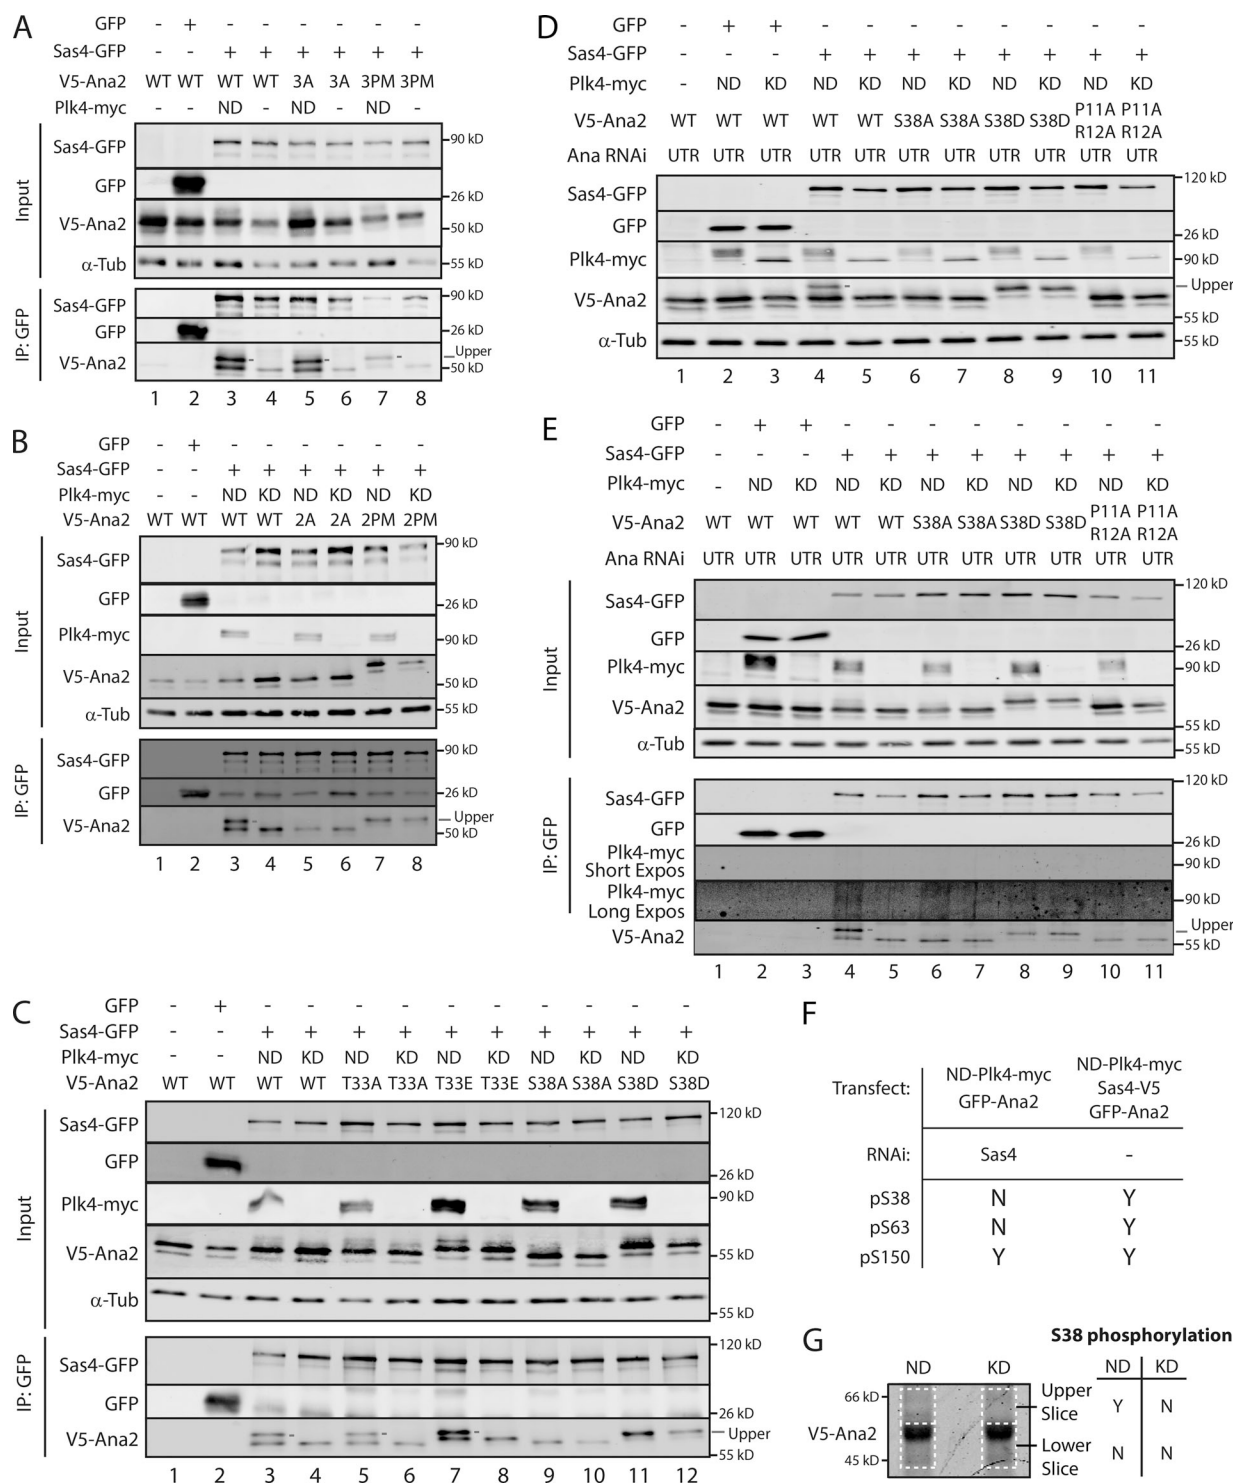 A
GFP - + - - - - - -
Sas4-GFP - - + + + + + +
V5-Ana2 WT WT WT WT 3A 3A 3PM 3PM
Plk4-myc - - ND - ND - ND -
Input
Sas4-GFP 90 kD
GFP 26 kD
V5-Ana2 50 kD
α-Tub 55 kD
IP: GFP
Sas4-GFP 90 kD
GFP 26 kD
V5-Ana2 Upper
50 kD
1 2 3 4 5 6 7 8
B
GFP - + - - - - - -
Sas4-GFP - - + + + + + +
Plk4-myc - - ND KD ND KD ND KD
V5-Ana2 WT WT WT WT 2A 2A 2PM 2PM
Input
Sas4-GFP 90 kD
GFP 26 kD
Plk4-myc 90 kD
V5-Ana2 50 kD
α-Tub 55 kD
IP: GFP
Sas4-GFP 90 kD
GFP 26 kD
V5-Ana2 Upper
50 kD
1 2 3 4 5 6 7 8
C
GFP - + - - - - - - - - - -
Sas4-GFP - - + + + + + + + + + +
Plk4-myc - - ND KD ND KD ND KD ND KD ND KD
V5-Ana2 WT WT WT WT T33A T33A T33E T33E S38A S38A S38D S38D
Input
Sas4-GFP 120 kD
GFP 26 kD
Plk4-myc 90 kD
V5-Ana2 55 kD
α-Tub 55 kD
IP: GFP
Sas4-GFP 120 kD
GFP 26 kD
V5-Ana2 Upper
55 kD
1 2 3 4 5 6 7 8 9 10 11 12
D
GFP - + + - - - - - - - -
Sas4-GFP - - - + + + + + + + +
Plk4-myc - ND KD ND KD ND KD ND KD ND KD
V5-Ana2 WT WT WT WT WT S38A S38A S38D S38D P11A P11A
R12A R12A
Ana RNAi UTR UTR UTR UTR UTR UTR UTR UTR UTR UTR UTR
Sas4-GFP 120 kD
GFP 26 kD
Plk4-myc 90 kD
V5-Ana2 Upper
55 kD
α-Tub 55 kD
1 2 3 4 5 6 7 8 9 10 11
E
GFP - + + - - - - - - - -
Sas4-GFP - - - + + + + + + + +
Plk4-myc - ND KD ND KD ND KD ND KD ND KD
V5-Ana2 WT WT WT WT WT S38A S38A S38D S38D P11A P11A
R12A R12A
Ana RNAi UTR UTR UTR UTR UTR UTR UTR UTR UTR UTR UTR
Input
Sas4-GFP 120 kD
GFP 26 kD
Plk4-myc 90 kD
V5-Ana2 55 kD
α-Tub 55 kD
IP: GFP
Sas4-GFP 120 kD
GFP 26 kD
Plk4-myc
Short Expos 90 kD
Plk4-myc
Long Expos 90 kD
V5-Ana2 Upper
55 kD
1 2 3 4 5 6 7 8 9 10 11
F
Transfect: ND-Plk4-myc
GFP-Ana2
ND-Plk4-myc
Sas4-V5
GFP-Ana2
RNAi: Sas4 -
pS38 N Y
pS63 N Y
pS150 Y Y
G
S38 phosphorylation
ND KD
ND KD
66 kD
V5-Ana2
45 kD
Upper
Slice
Y N
Lower
Slice
N N